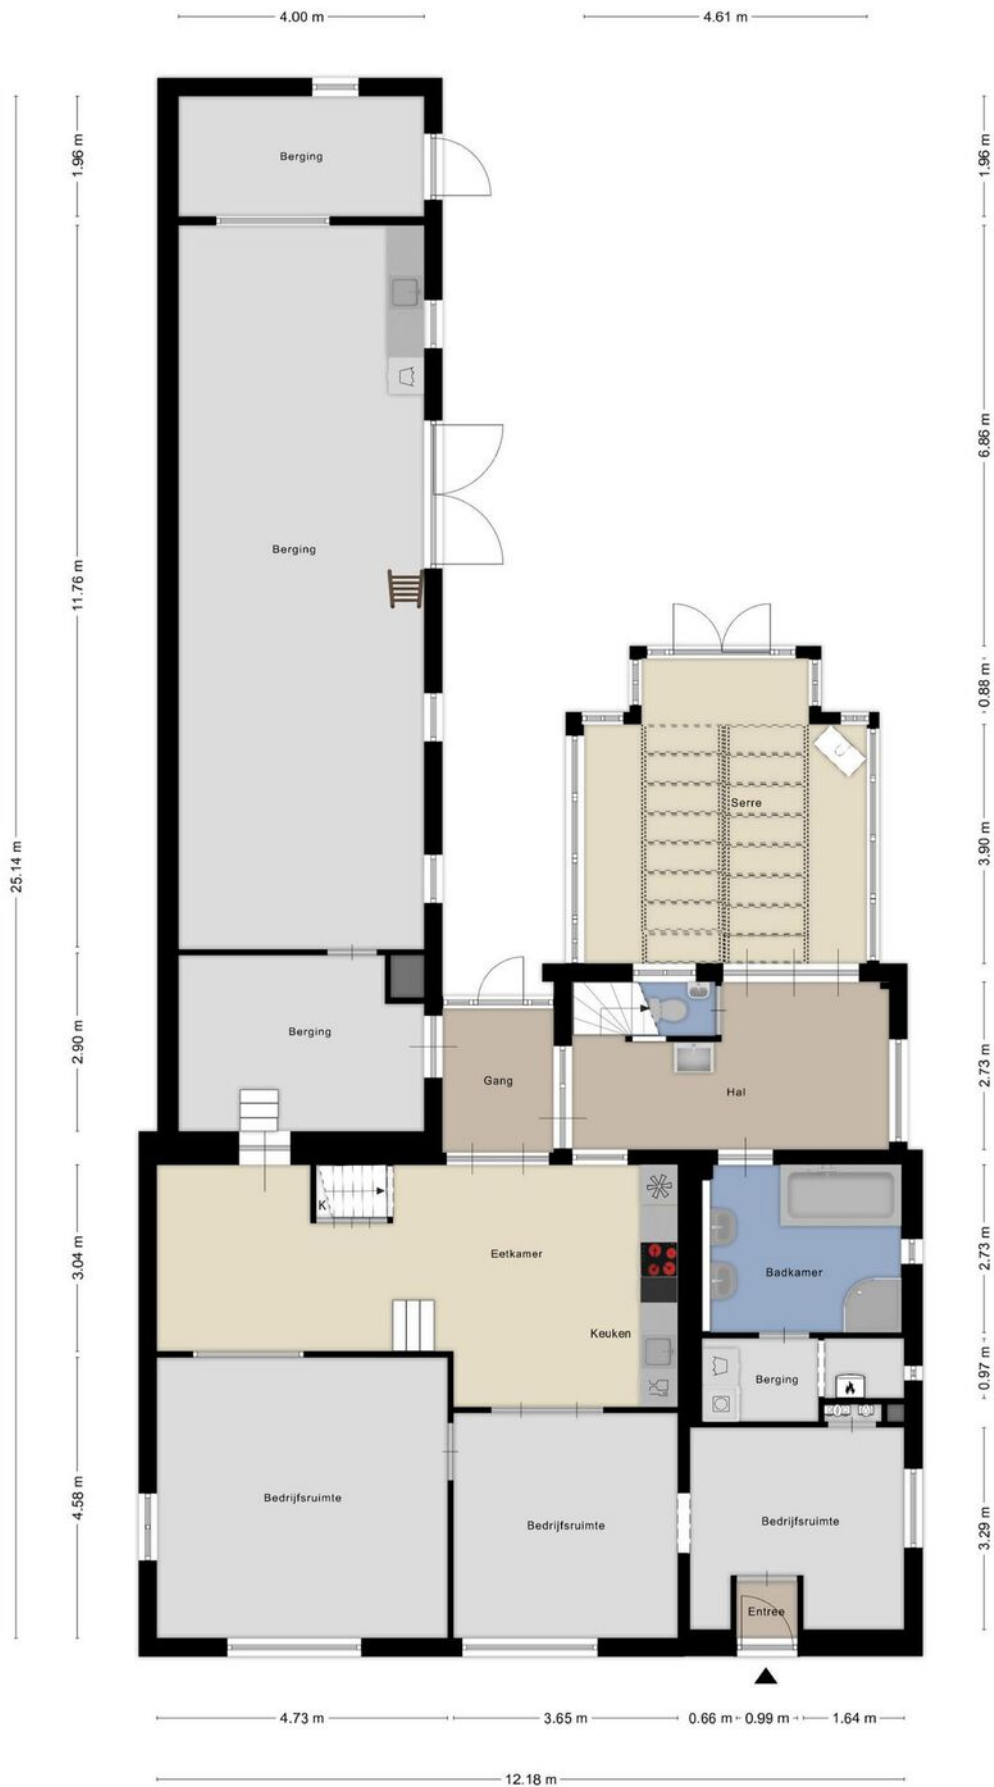 4.00 m
4.61 m
1.96 m
1.96 m
Berging
6.86 m
Berging
11.76 m
0.88 m
Serre
3.90 m
25.14 m
Berging
2.90 m
Gang
Hal
2.73 m
K
Eetkamer
3.04 m
Badkamer
2.73 m
Keuken
Berging
0.97 m
Bedrijfsruimte
4.58 m
Bedrijfsruimte
Bedrijfsruimte
3.29 m
Entree
4.73 m
3.65 m
0.66 m
0.99 m
1.64 m
12.18 m